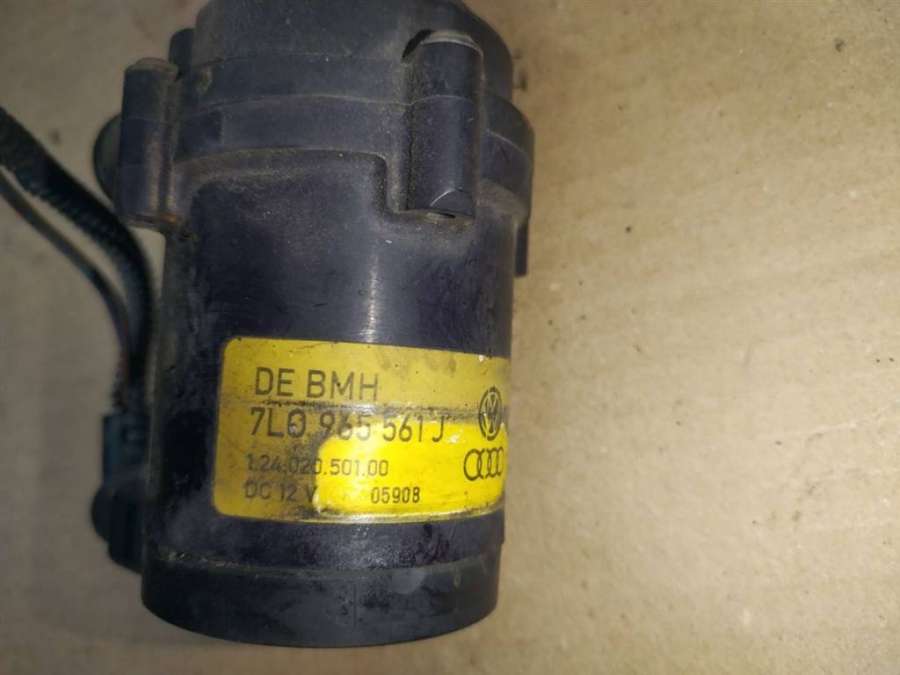 DE BMH
7L0 965 561 J
1.24.020.501.00
DC 12 V 05908